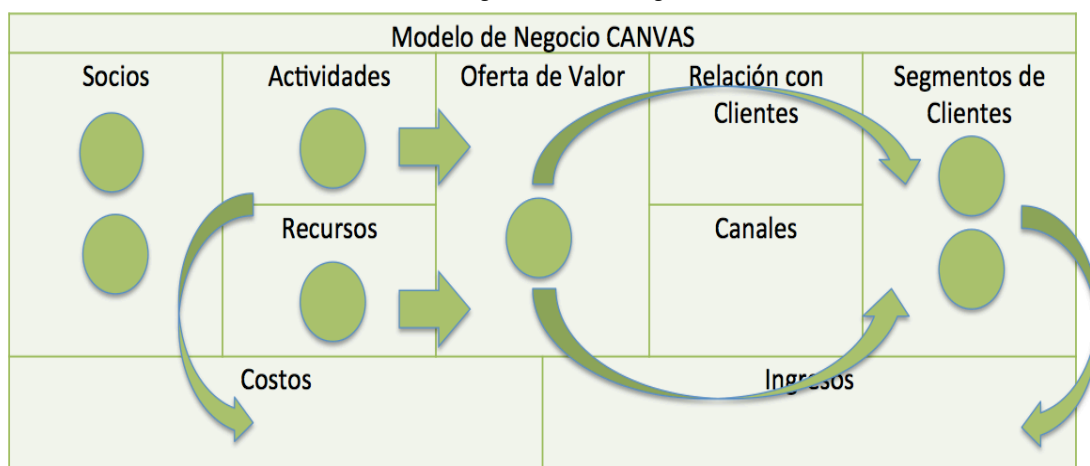 Modelo de Negocio CANVAS
Socios
Actividades
Oferta de Valor
Relación con
Clientes
Segmentos de
Clientes
Recursos
Canales
Costos
Ingresos